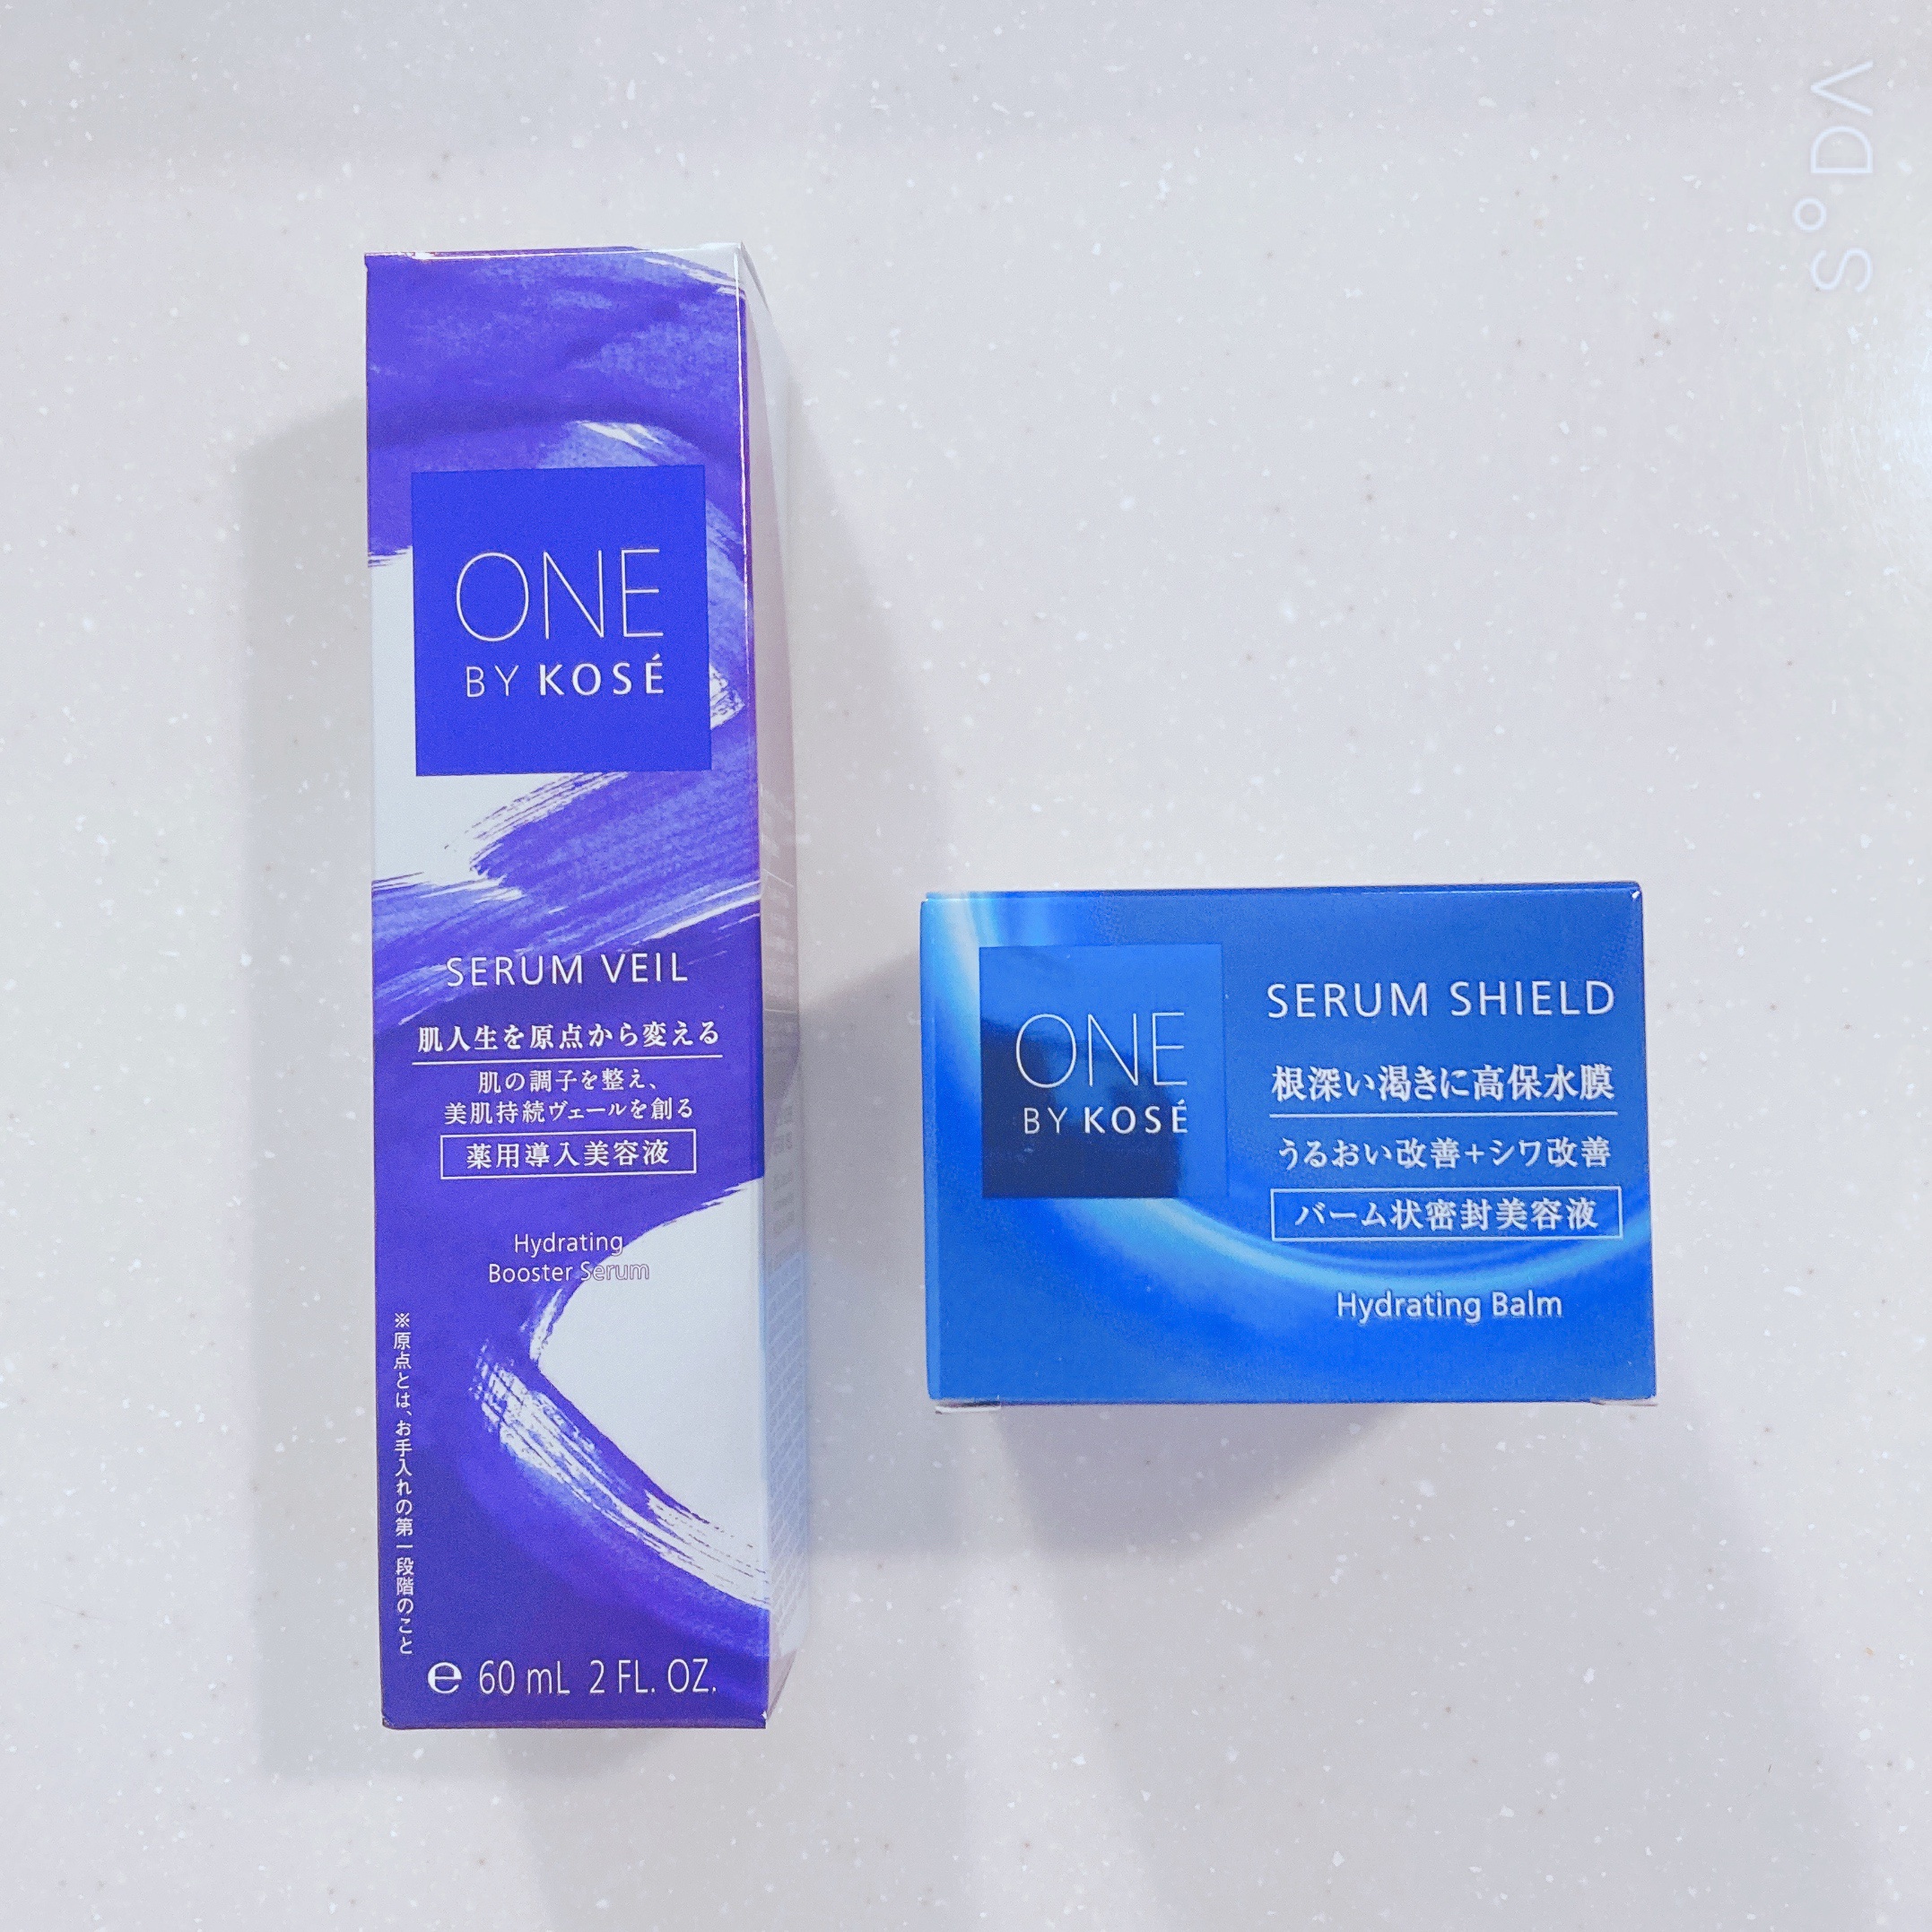 ONE
BY KOSÉ
SERUM VEIL
肌人生を原点から変える
肌の調子を整え、
美肌持続ヴェールを創る
薬用導入美容液
Hydrating
Booster Serum
※原点とは、お手入れの第一段階のこと
e 60 mL 2 FL. OZ.
ONE
BY KOSÉ
SERUM SHIELD
根深い渇きに高保水膜
うるおい改善+シワ改善
バーム状密封美容液
Hydrating Balm